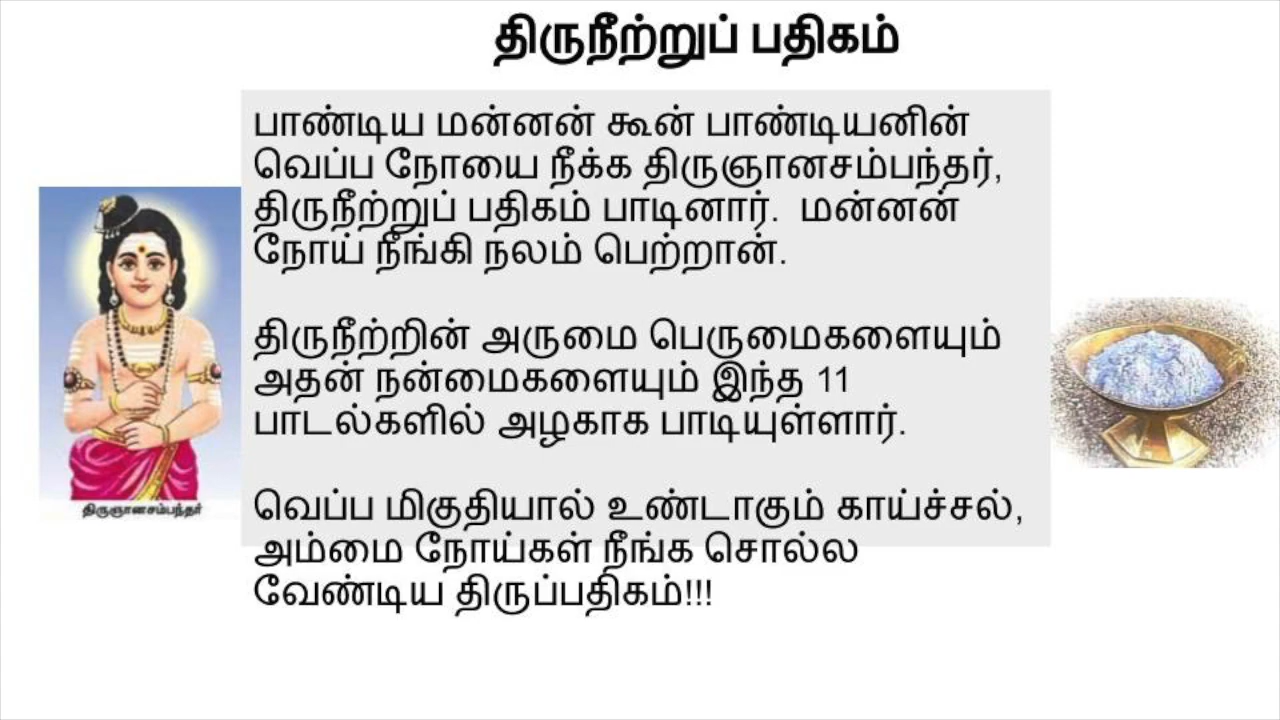 திருநீற்றுப் பதிகம்
பாண்டிய மன்னன் கூன் பாண்டியனின்
வெப்ப நோயை நீக்க திருஞானசம்பந்தர்,
திருநீற்றுப் பதிகம் பாடினார். மன்னன்
நோய் நீங்கி நலம் பெற்றான்.
திருநீற்றின் அருமை பெருமைகளையும்
அதன் நன்மைகளையும் இந்த 11
பாடல்களில் அழகாக பாடியுள்ளார்.
வெப்ப மிகுதியால் உண்டாகும் காய்ச்சல்,
அம்மை நோய்கள் நீங்க சொல்ல
வேண்டிய திருப்பதிகம்!!!
திருஞானசம்பந்தர்